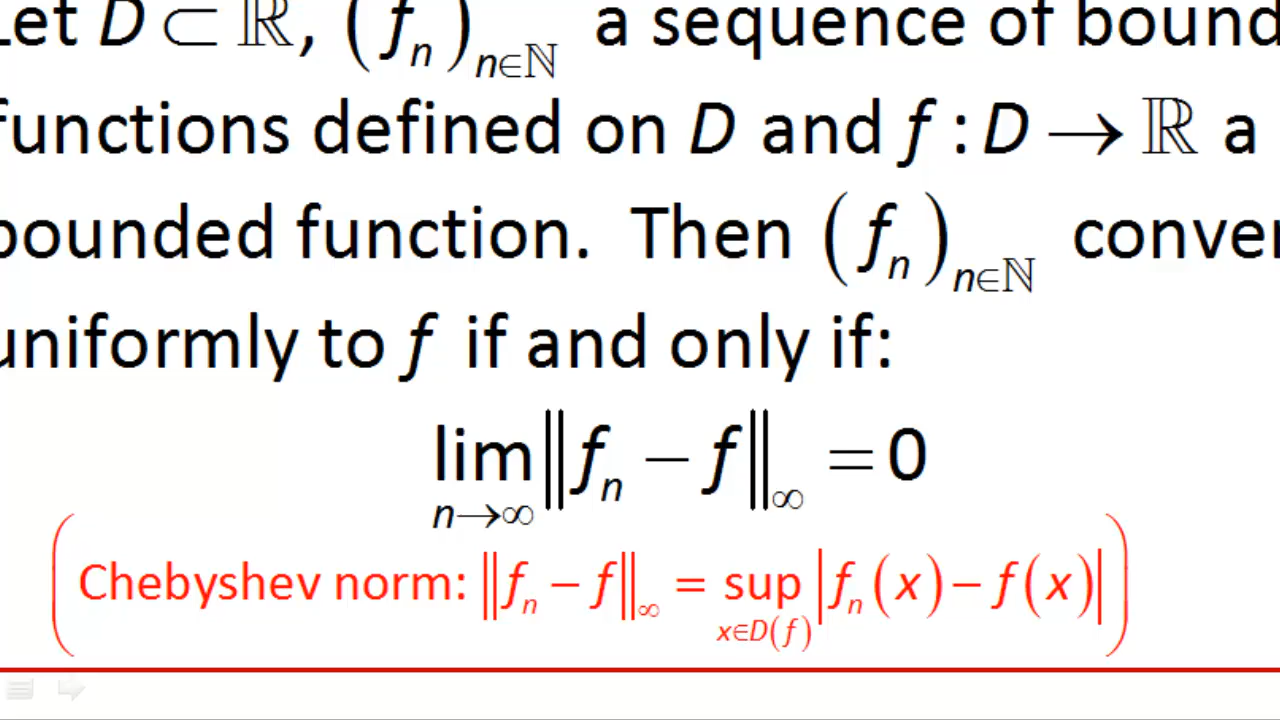 Let D ⊂ ℝ, (fₙ)ₙ∈ℕ a sequence of bound
functions defined on D and f : D → ℝ a
bounded function. Then (fₙ)ₙ∈ℕ conver
uniformly to f if and only if:
lim n→∞ ‖fₙ − f‖∞ = 0
(Chebyshev norm: ‖fₙ − f‖∞ = sup x∈D(f) |fₙ(x) − f(x)|)